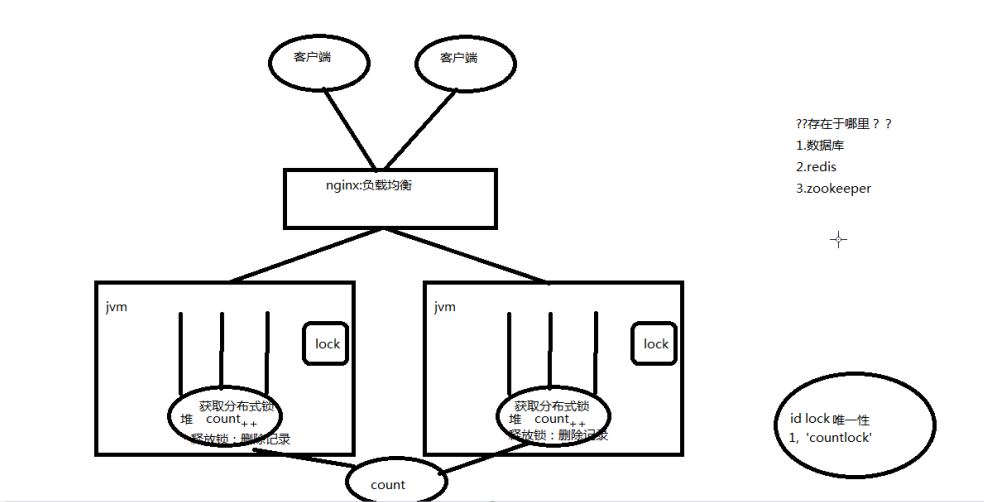 客户端
客户端
??存在于哪里？？
1.数据库
2.redis
3.zookeeper
nginx:负载均衡
jvm
lock
获取分布式锁
堆 count++
释放锁：删除记录
jvm
lock
获取分布式锁
堆 count++
释放锁：删除记录
id lock 唯一性
1, 'countlock'
count